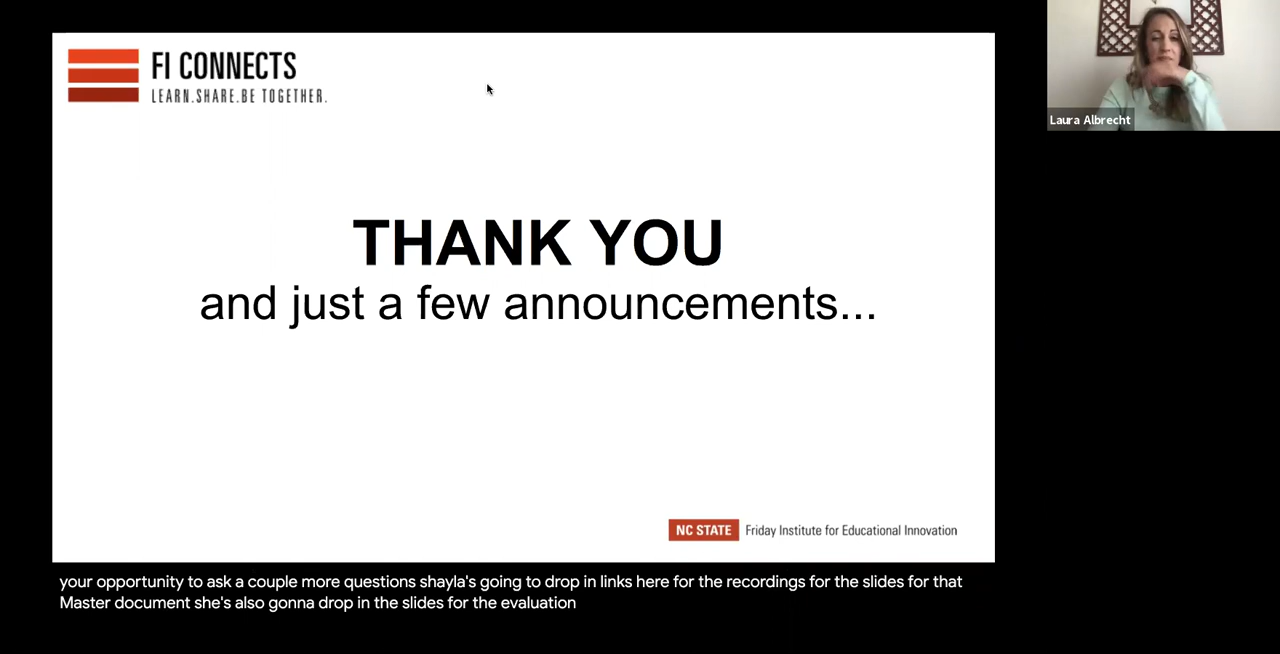 FI CONNECTS
LEARN.SHARE.BE TOGETHER.
Laura Albrecht
THANK YOU
and just a few announcements...
NC STATE Friday Institute for Educational Innovation
your opportunity to ask a couple more questions shayla's going to drop in links here for the recordings for the slides for that
Master document she's also gonna drop in the slides for the evaluation